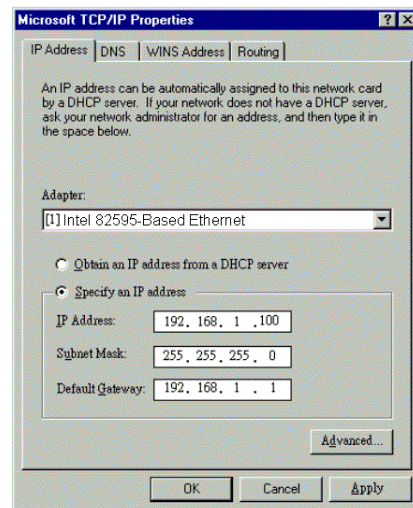 Microsoft TCP/IP Properties
IP Address DNS WINS Address Routing
An IP address can be automatically assigned to this network card
by a DHCP server. If your network does not have a DHCP server,
ask your network administrator for an address, and then type it in
the space below.
Adapter:
[1] Intel 82595-Based Ethernet
Obtain an IP address from a DHCP server
Specify an IP address
IP Address: 192. 168. 1 .100
Subnet Mask: 255. 255. 255. 0
Default Gateway: 192. 168. 1 . 1
Advanced...
OK Cancel Apply